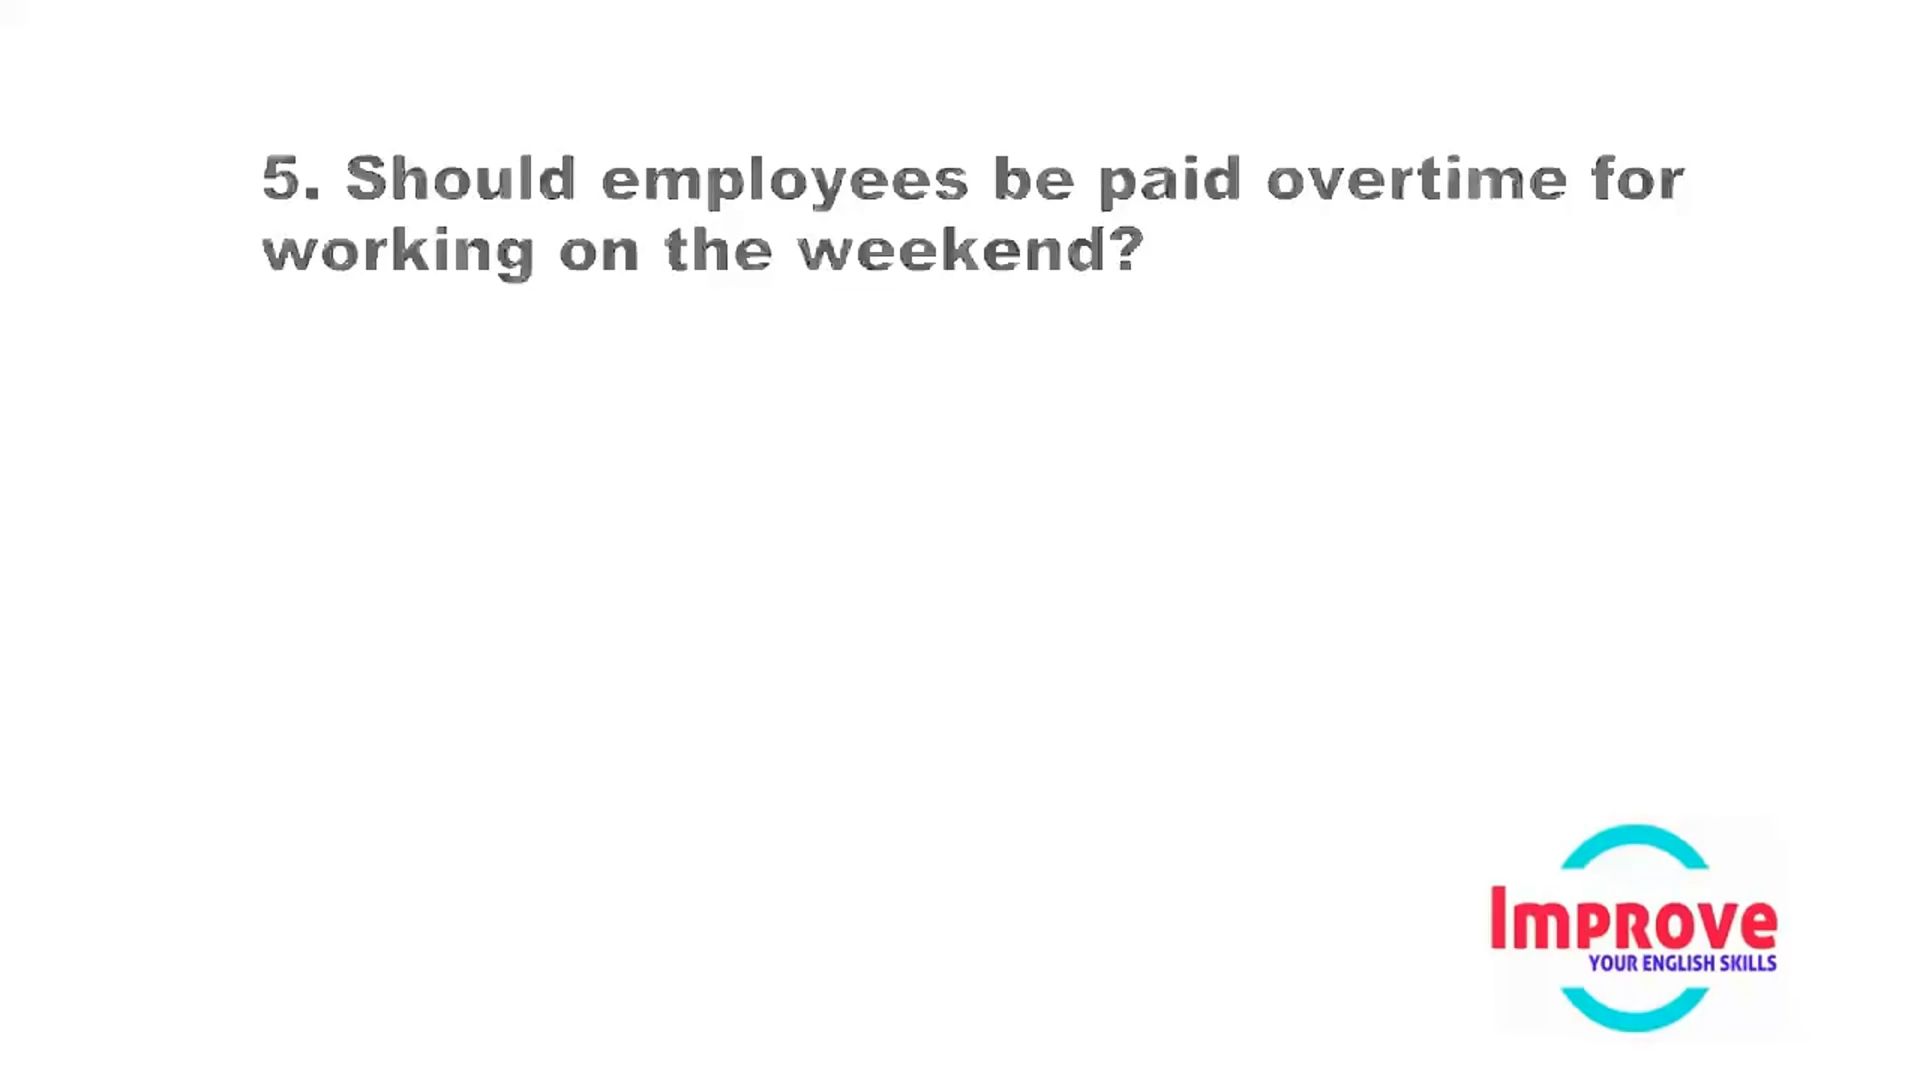 5. Should employees be paid overtime for
working on the weekend?
Improve
YOUR ENGLISH SKILLS